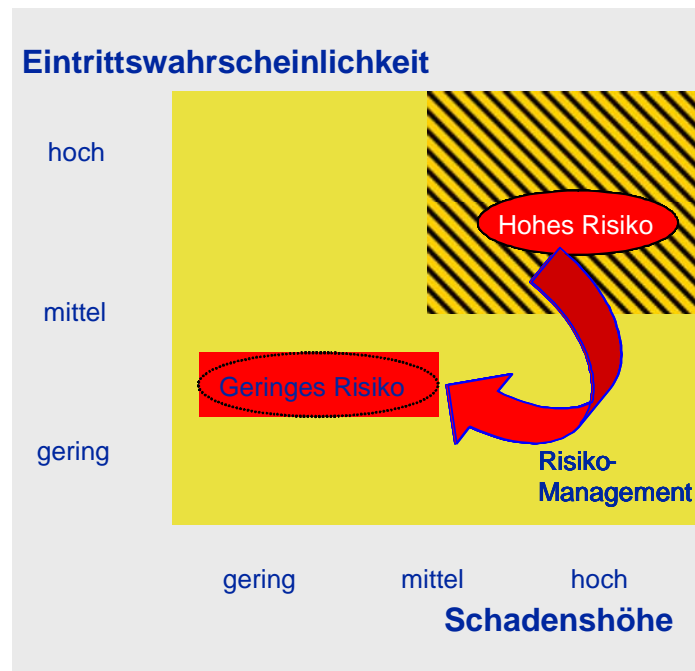 Eintrittswahrscheinlichkeit
hoch
Hohes Risiko
mittel
Geringes Risiko
gering
Risiko-
Management
gering mittel hoch
Schadenshöhe